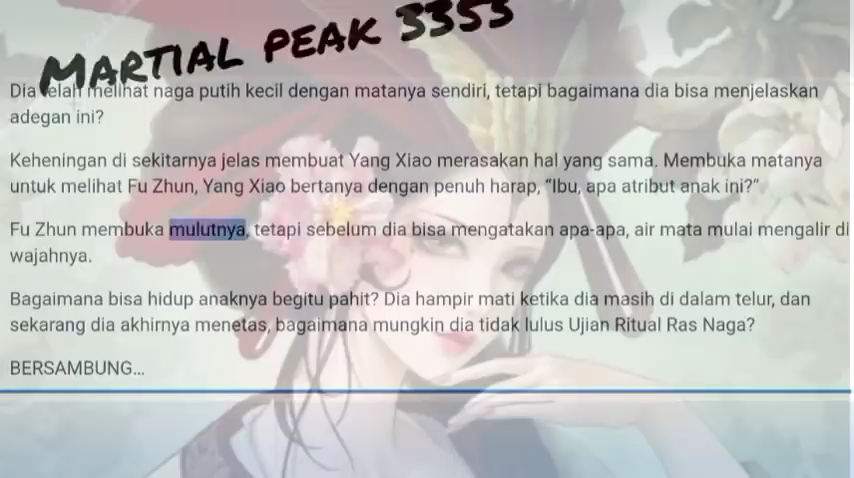 MARTIAL PEAK 3353
Dia telah melihat naga putih kecil dengan matanya sendiri, tetapi bagaimana dia bisa menjelaskan
adegan ini?
Keheningan di sekitarnya jelas membuat Yang Xiao merasakan hal yang sama. Membuka matanya
untuk melihat Fu Zhun, Yang Xiao bertanya dengan penuh harap, “Ibu, apa atribut anak ini?”
Fu Zhun membuka mulutnya, tetapi sebelum dia bisa mengatakan apa-apa, air mata mulai mengalir di
wajahnya.
Bagaimana bisa hidup anaknya begitu pahit? Dia hampir mati ketika dia masih di dalam telur, dan
sekarang dia akhirnya menetas, bagaimana mungkin dia tidak lulus Ujian Ritual Ras Naga?
BERSAMBUNG...